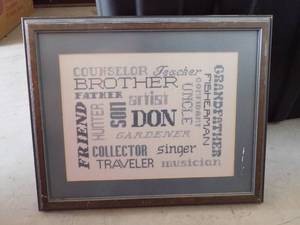 COUNSELOR Teacher
BROTHER
FATHER
artist
UNCLE
GRANDFATHER
FISHERMAN
FRIEND
HUNTER
SON
DON
GARDENER
COLLECTOR singer
TRAVELER musician